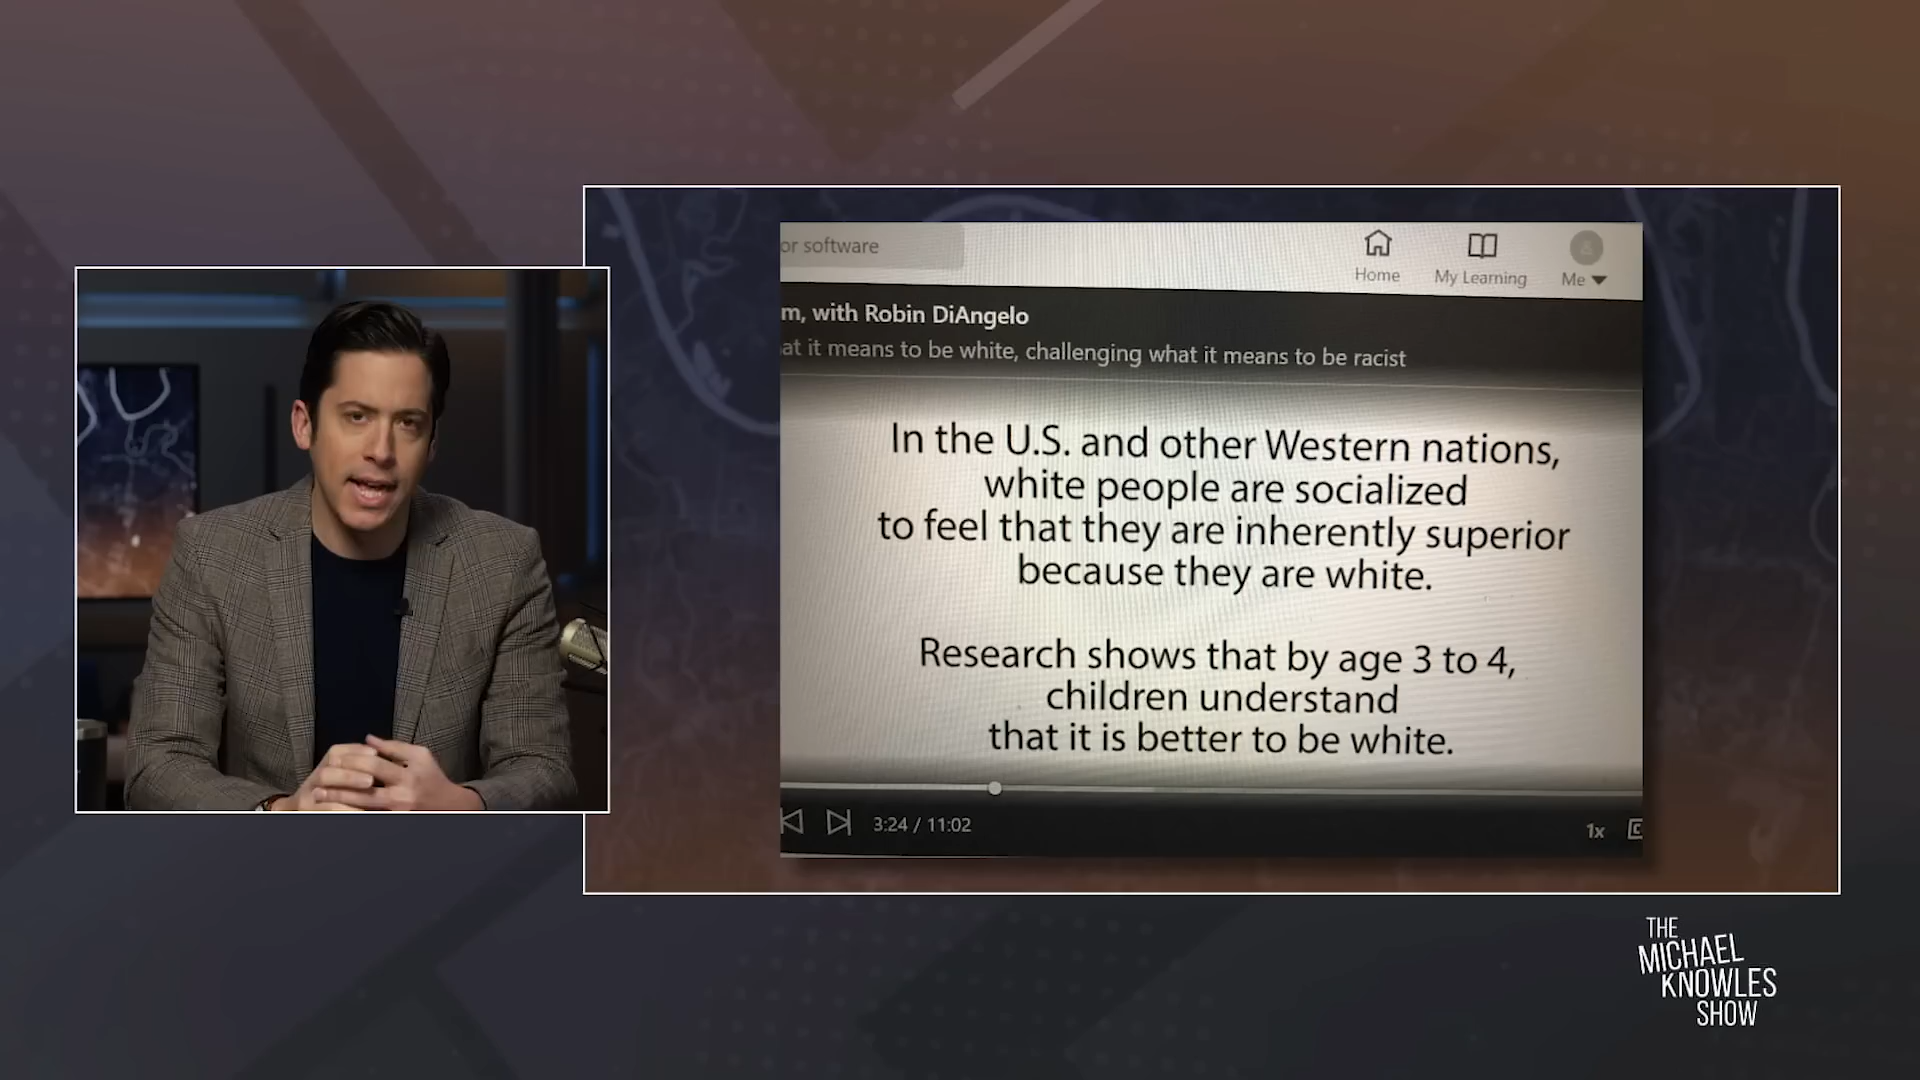 or software
Home
My Learning
Me
m, with Robin DiAngelo
at it means to be white, challenging what it means to be racist
In the U.S. and other Western nations,
white people are socialized
to feel that they are inherently superior
because they are white.
Research shows that by age 3 to 4,
children understand
that it is better to be white.
3:24 / 11:02
1x
THE
MICHAEL
KNOWLES
SHOW